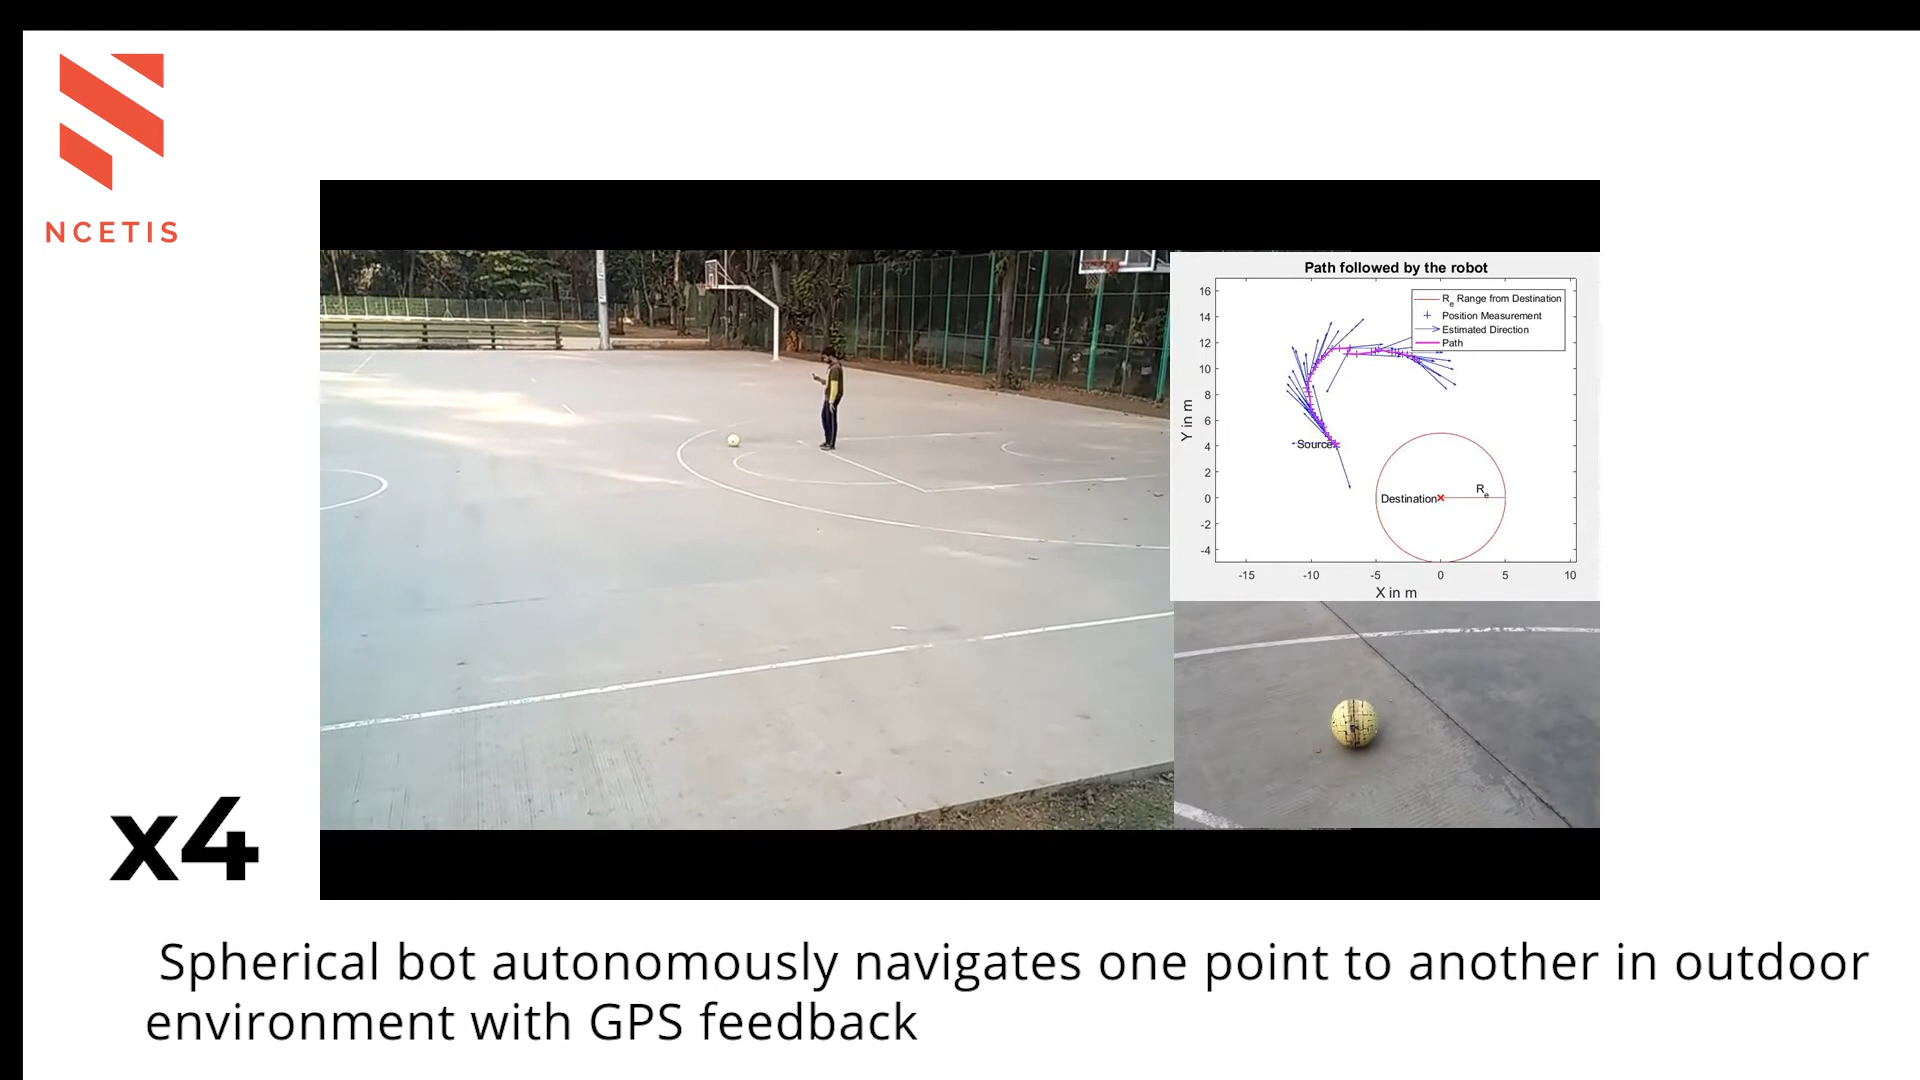 NCETIS
Path followed by the robot
16
14
12
10
8
6
4
2
0
-2
-4
Y in m
Re Range from Destination
Position Measurement
Estimated Direction
Path
Source
Destination
Re
-15 -10 -5 0 5 10
X in m
x4
Spherical bot autonomously navigates one point to another in outdoor
environment with GPS feedback